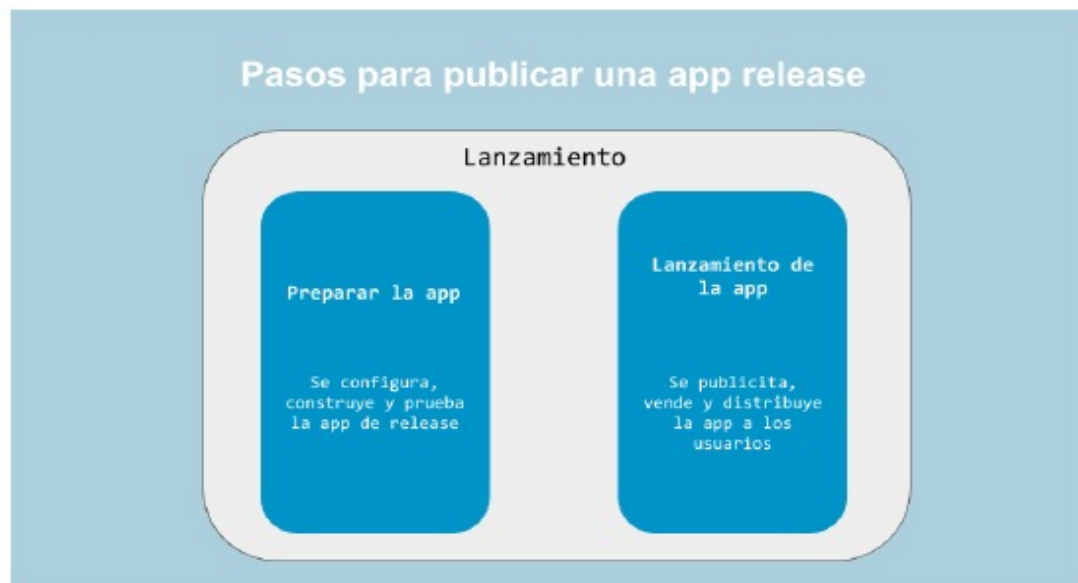 Pasos para publicar una app release
Lanzamiento
Preparar la app
Se configura,
construye y prueba
la app de release
Lanzamiento de
la app
Se publicita,
vende y distribuye
la app a los
usuarios